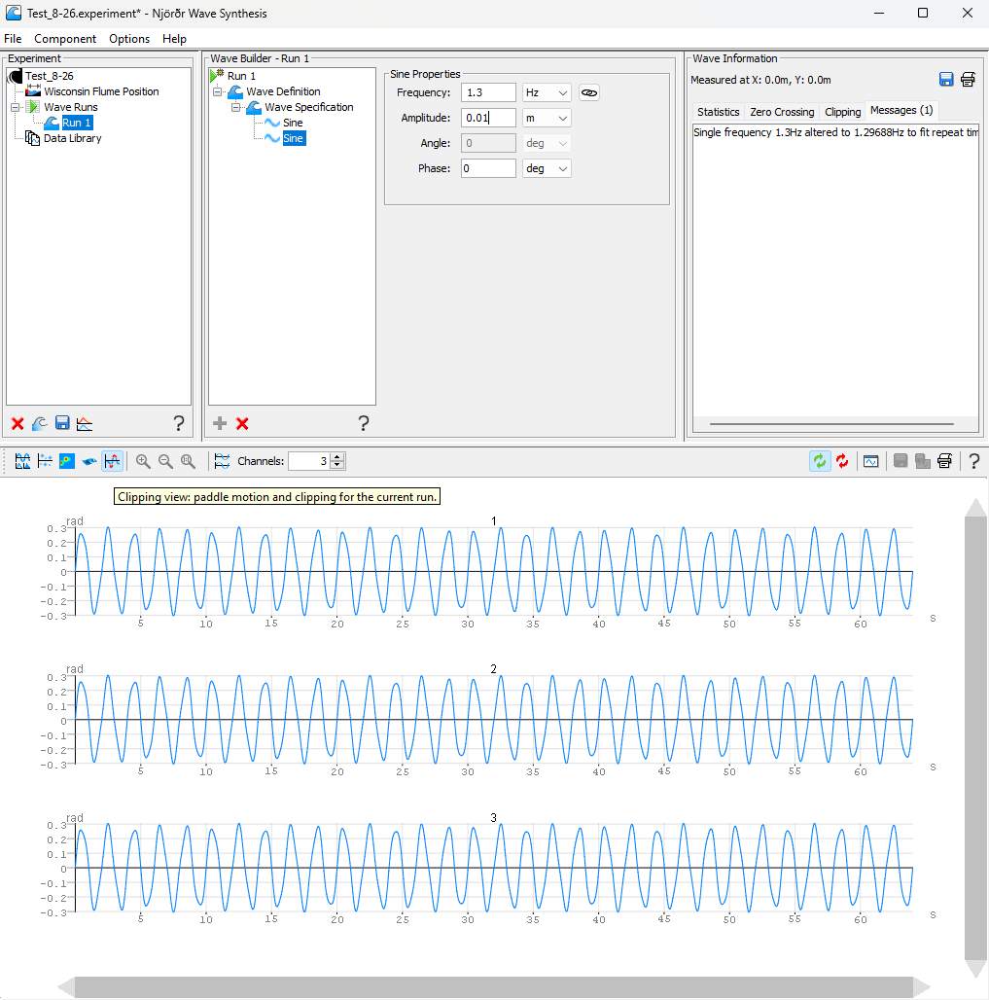 Test_8-26.experiment* - Njörðr Wave Synthesis
File Component Options Help
Experiment
Test_8-26
Wisconsin Flume Position
Wave Runs
Run 1
Data Library
?
Wave Builder - Run 1
Run 1
Wave Definition
Wave Specification
Sine
Sine
?
Sine Properties
Frequency: 1.3 Hz
Amplitude: 0.01 m
Angle: 0 deg
Phase: 0 deg
Wave Information
Measured at X: 0.0m, Y: 0.0m
Statistics Zero Crossing Clipping Messages (1)
Single frequency 1.3Hz altered to 1.29688Hz to fit repeat tim
Channels: 3 ?
Clipping view: paddle motion and clipping for the current run.
rad 1
0.3
0.2
0.1
0
-0.1
-0.2
-0.3
5 10 15 20 25 30 35 40 45 50 55 60 s
rad 2
0.3
0.2
0.1
0
-0.1
-0.2
-0.3
5 10 15 20 25 30 35 40 45 50 55 60 s
rad 3
0.3
0.2
0.1
0
-0.1
-0.2
-0.3
5 10 15 20 25 30 35 40 45 50 55 60 s